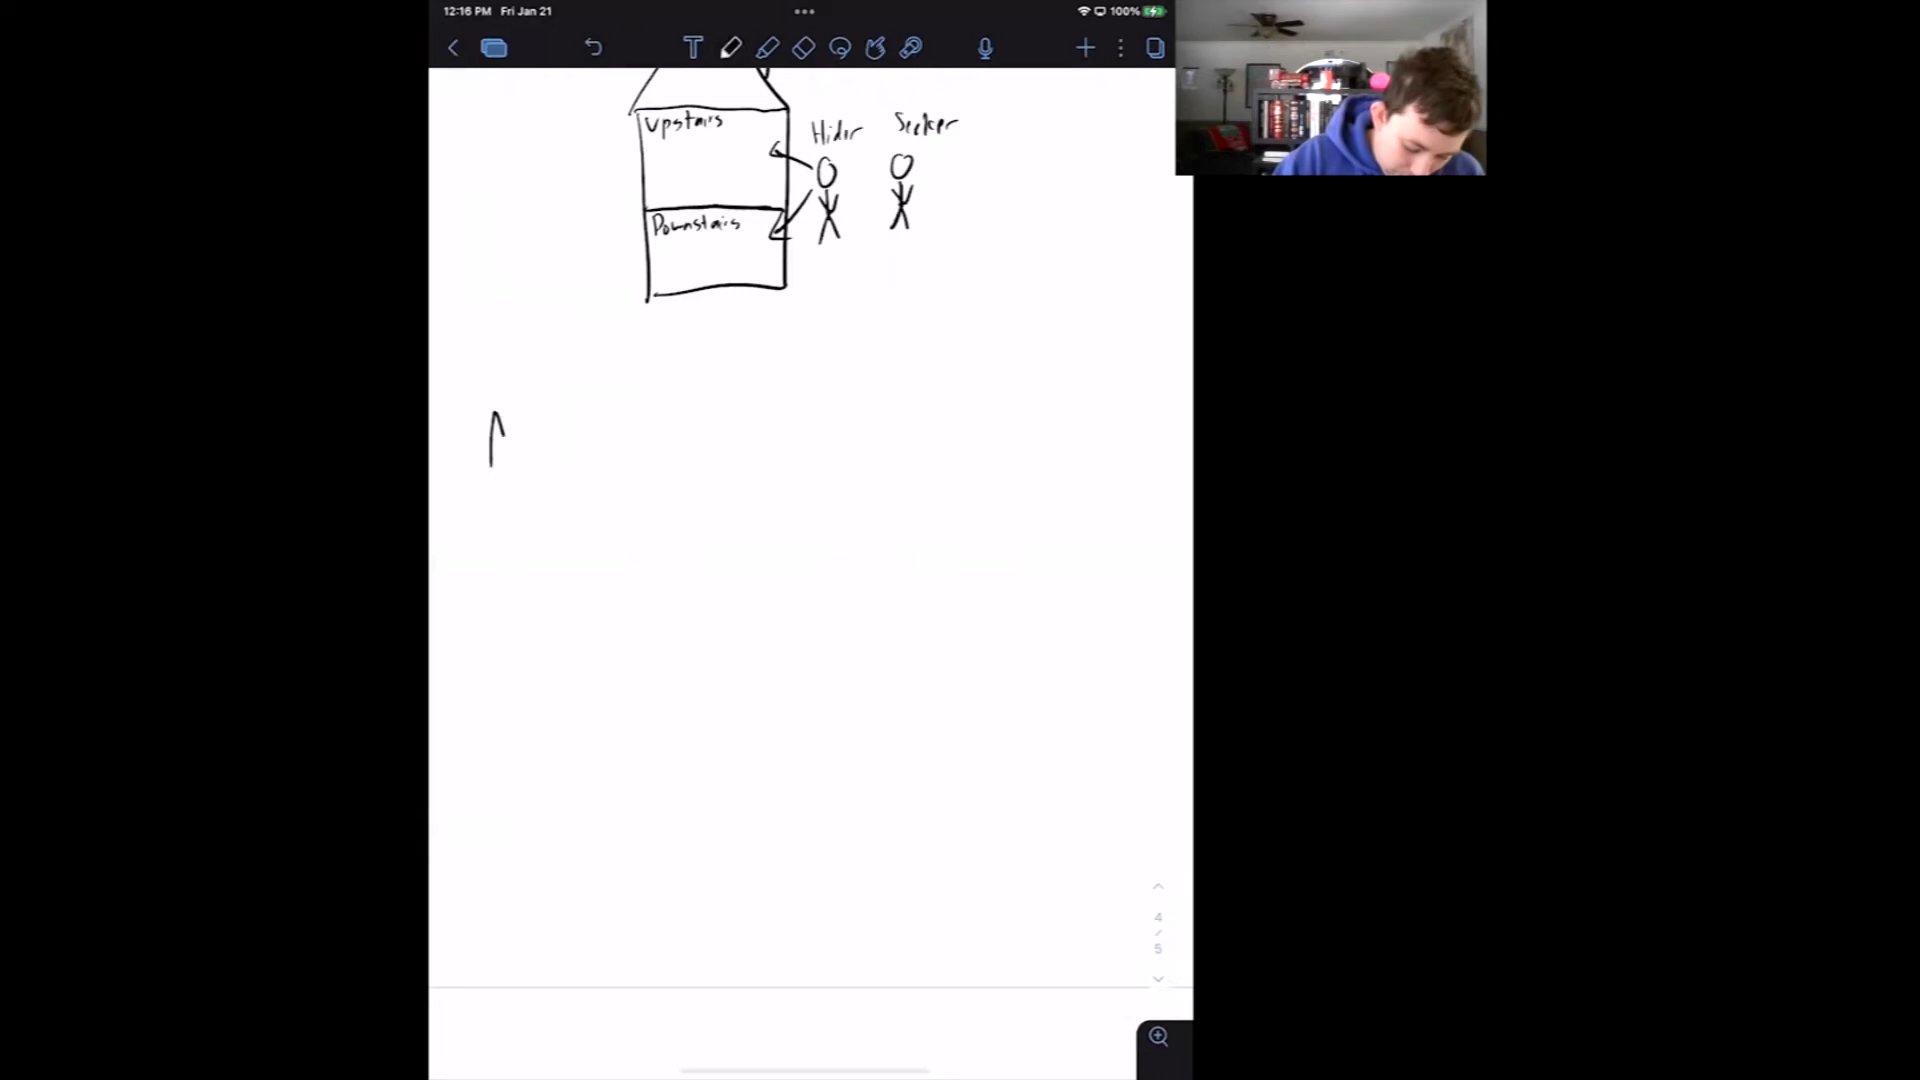 12:16 PM Fri Jan 21
100%
T
Upstairs
Hider
Seeker
Downstairs
4
5